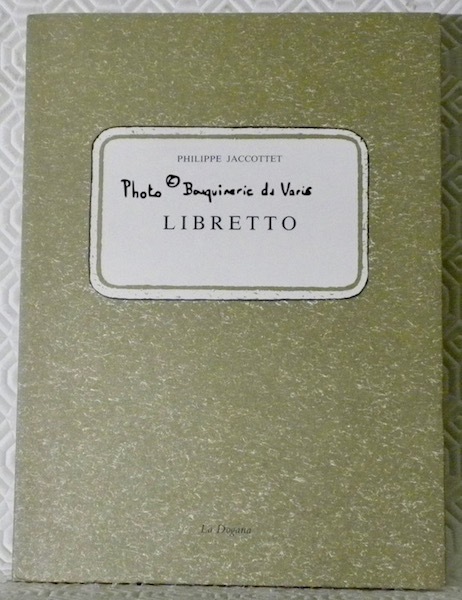 PHILIPPE JACCOTTET
Photo © Bouquinerie du Varis
LIBRETTO
La Dogana